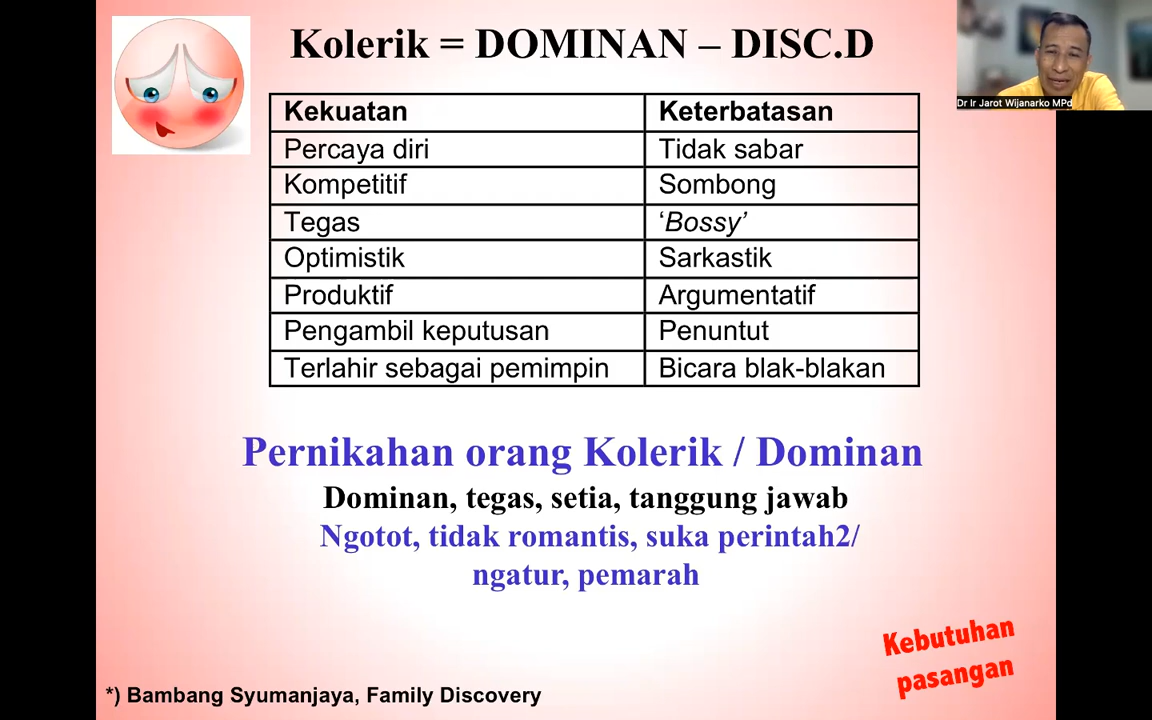 Kolerik = DOMINAN – DISC.D
Dr Ir Jarot Wijanarko MPd
Kekuatan Keterbatasan
Percaya diri Tidak sabar
Kompetitif Sombong
Tegas ‘Bossy’
Optimistik Sarkastik
Produktif Argumentatif
Pengambil keputusan Penuntut
Terlahir sebagai pemimpin Bicara blak-blakan
Pernikahan orang Kolerik / Dominan
Dominan, tegas, setia, tanggung jawab
Ngotot, tidak romantis, suka perintah2/
ngatur, pemarah
Kebutuhan
pasangan
*) Bambang Syumanjaya, Family Discovery